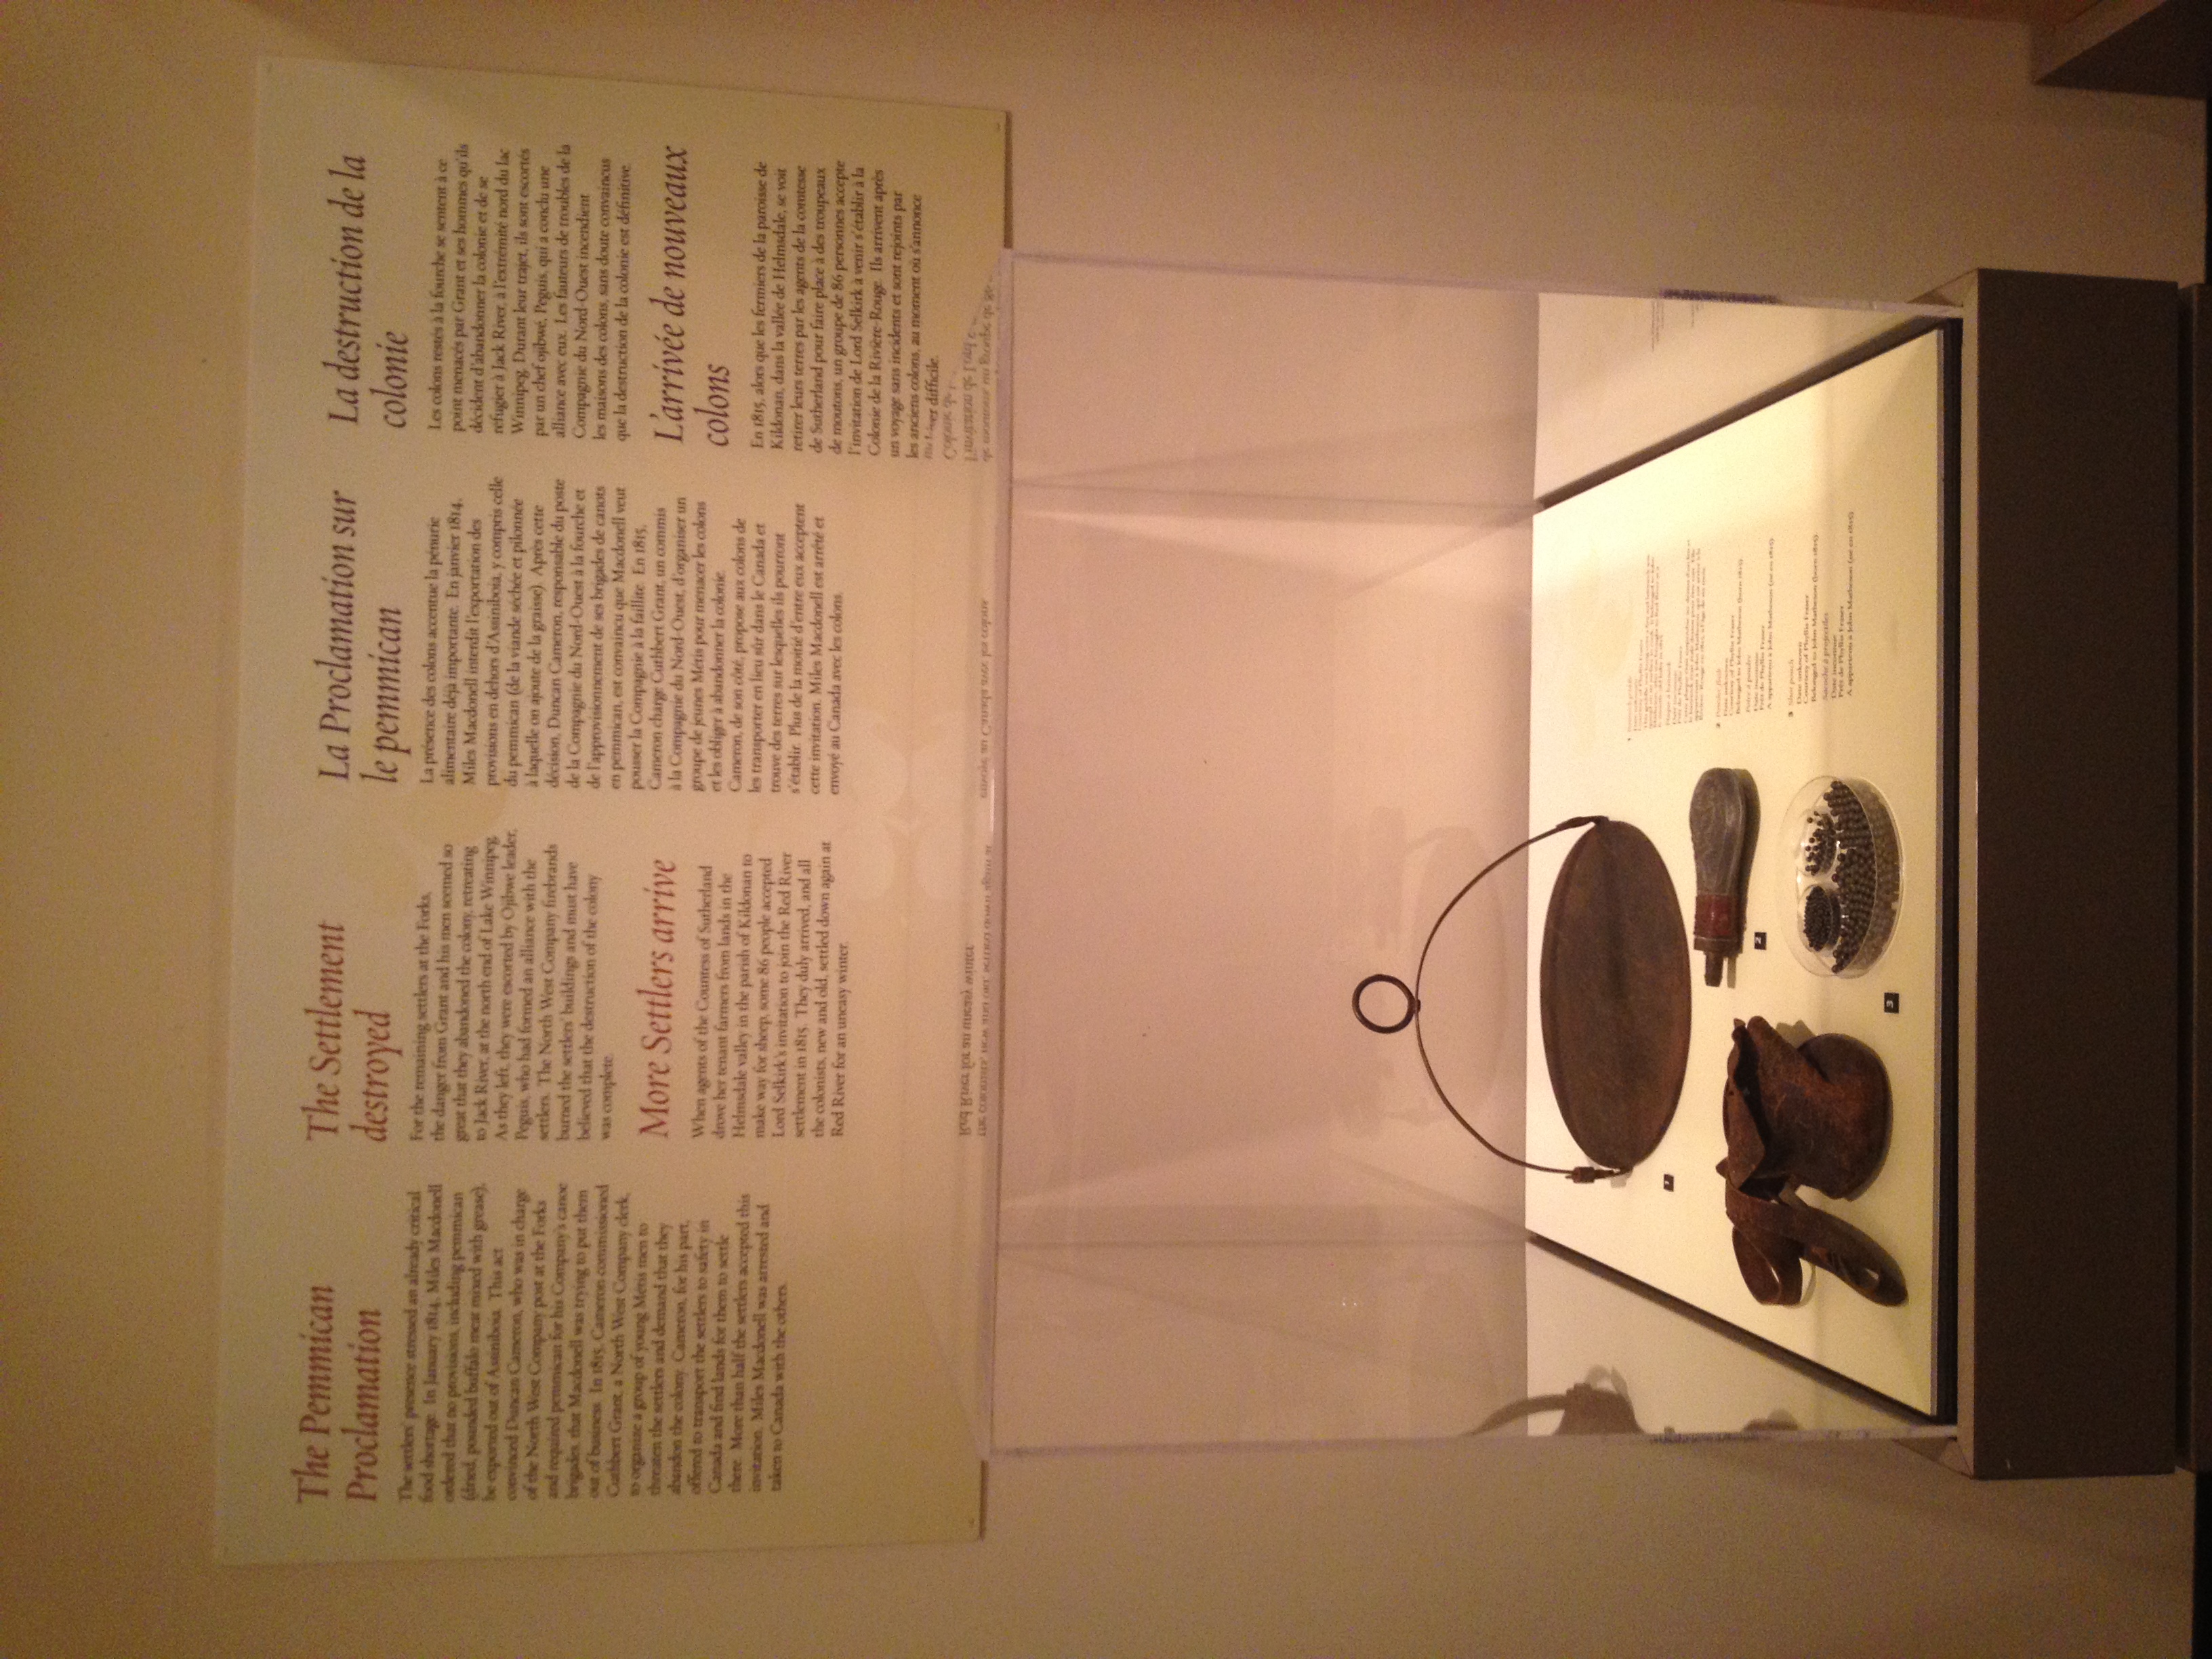 The Pemmican
Proclamation
The settlers' presence stressed an already critical
food shortage. In January 1814, Miles Macdonell
ordered that no provisions, including pemmican
(dried, pounded buffalo meat mixed with grease),
be exported out of Assiniboia. This act
convinced Duncan Cameron, who was in charge
of the North West Company post at the Forks
and required pemmican for his Company's canoe
brigades, that Macdonell was trying to put them
out of business. In 1815, Cameron commissioned
Cuthbert Grant, a North West Company clerk,
to organize a group of young Métis men to
threaten the settlers and demand that they
abandon the colony. Cameron, for his part,
offered to transport the settlers to safety in
Canada and find lands for them to settle
there. More than half the settlers accepted this
invitation. Miles Macdonell was arrested and
taken to Canada with the others.
The Settlement
destroyed
For the remaining settlers at the Forks,
the danger from Grant and his men seemed so
great that they abandoned the colony, retreating
to Jack River, at the north end of Lake Winnipeg.
As they left, they were escorted by Ojibwe leader,
Peguis, who had formed an alliance with the
settlers. The North West Company firebrands
burned the settlers' buildings and must have
believed that the destruction of the colony
was complete.
More Settlers arrive
When agents of the Countess of Sutherland
drove her tenant farmers from lands in the
Helmsdale valley in the parish of Kildonan to
make way for sheep, some 86 people accepted
Lord Selkirk's invitation to join the Red River
settlement in 1815. They duly arrived, and all
the colonists, new and old, settled down again at
Red River for an uneasy winter.
La Proclamation sur
le pemmican
La présence des colons accentue la pénurie
alimentaire déjà importante. En janvier 1814,
Miles Macdonell interdit l'exportation des
provisions en dehors d'Assiniboia, y compris celle
du pemmican (de la viande séchée et pilonnée
à laquelle on ajoute de la graisse). Après cette
décision, Duncan Cameron, responsable du poste
de la Compagnie du Nord-Ouest à la fourche et
de l'approvisionnement de ses brigades de canots
en pemmican, est convaincu que Macdonell veut
pousser la Compagnie à la faillite. En 1815,
Cameron charge Cuthbert Grant, un commis
à la Compagnie du Nord-Ouest, d'organiser un
groupe de jeunes Métis pour menacer les colons
et les obliger à abandonner la colonie.
Cameron, de son côté, propose aux colons de
les transporter en lieu sûr dans le Canada et
trouve des terres sur lesquelles ils pourront
s'établir. Plus de la moitié d'entre eux acceptent
cette invitation. Miles Macdonell est arrêté et
envoyé au Canada avec les colons.
La destruction de la
colonie
Les colons restés à la fourche se sentent à ce
point menacés par Grant et ses hommes qu'ils
décident d'abandonner la colonie et de se
réfugier à Jack River, à l'extrémité nord du lac
Winnipeg. Durant leur trajet, ils sont escortés
par un chef ojibwé, Peguis, qui a conclu une
alliance avec eux. Les fauteurs de troubles de la
Compagnie du Nord-Ouest incendient
les maisons des colons, sans doute convaincus
que la destruction de la colonie est définitive.
L'arrivée de nouveaux
colons
En 1815, alors que les fermiers de la paroisse de
Kildonan, dans la vallée de Helmsdale, se voit
retirer leurs terres par les agents de la comtesse
de Sutherland pour faire place à des troupeaux
de moutons, un groupe de 86 personnes accepte
l'invitation de Lord Selkirk à venir s'établir à la
Colonie de la Rivière-Rouge. Ils arrivent après
un voyage sans incidents et sont rejoints par
les anciens colons, au moment où s'annonce
difficile.
1
2
3
1
Date unknown
Courtesy of Phyllis Fraser
Date inconnue
Prêt de Phyllis Fraser
2 Powder flask
Date unknown
Courtesy of Phyllis Fraser
Belonged to John Matheson (born 1815)
Poire à poudre
Date inconnue
Prêt de Phyllis Fraser
A appartenu à John Matheson (né en 1815)
3 Shot pouch
Date unknown
Courtesy of Phyllis Fraser
Belonged to John Matheson (born 1815)
Sacoche à projectiles
Date inconnue
Prêt de Phyllis Fraser
A appartenu à John Matheson (né en 1815)